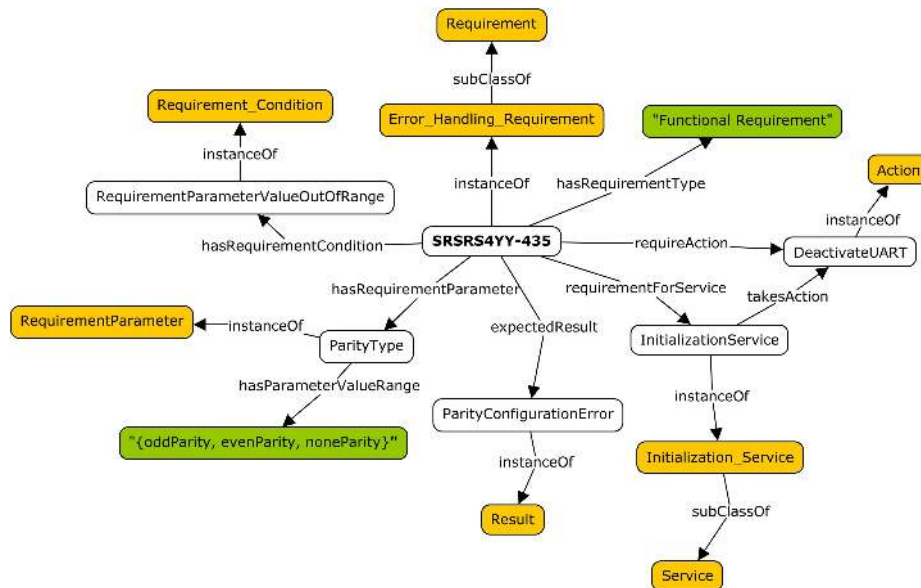 Requirement
subClassOf
Requirement_Condition
Error_Handling_Requirement
"Functional Requirement"
instanceOf
instanceOf
hasRequirementType
Action
RequirementParameterValueOutOfRange
instanceOf
hasRequirementCondition
SRSRS4YY-435
requireAction
DeactivateUART
hasRequirementParameter
requirementForService
takesAction
RequirementParameter
instanceOf
ParityType
expectedResult
InitializationService
hasParameterValueRange
instanceOf
ParityConfigurationError
"{oddParity, evenParity, noneParity}"
instanceOf
Initialization_Service
Result
subClassOf
Service